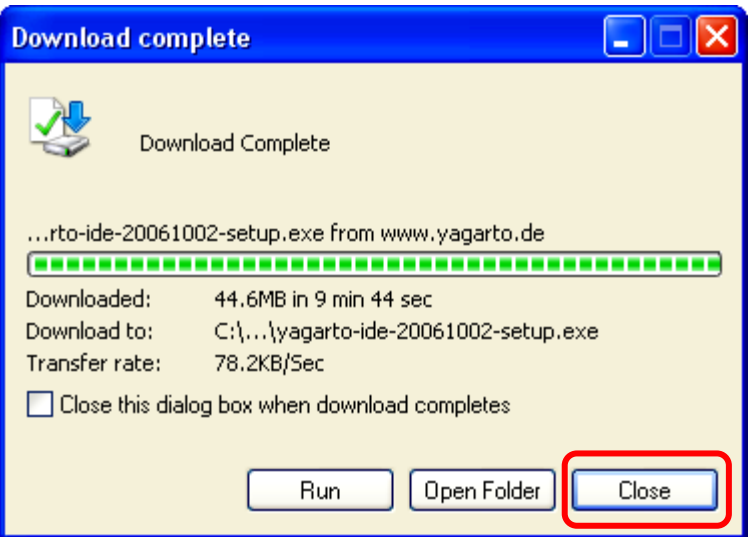 Download complete
Download Complete
...rto-ide-20061002-setup.exe from www.yagarto.de
Downloaded: 44.6MB in 9 min 44 sec
Download to: C:\...\yagarto-ide-20061002-setup.exe
Transfer rate: 78.2KB/Sec
Close this dialog box when download completes
Run Open Folder Close